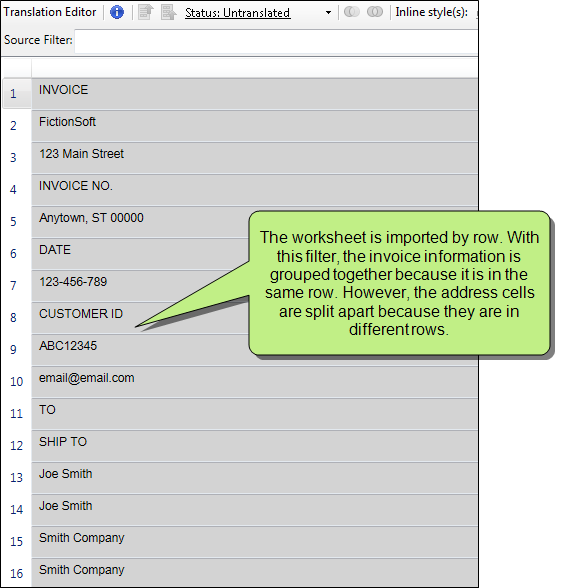 Translation Editor Status: Untranslated Inline style(s):
Source Filter:
1 INVOICE
2 FictionSoft
3 123 Main Street
4 INVOICE NO.
5 Anytown, ST 00000
6 DATE
7 123-456-789
8 CUSTOMER ID
9 ABC12345
10 email@email.com
11 TO
12 SHIP TO
13 Joe Smith
14 Joe Smith
15 Smith Company
16 Smith Company
The worksheet is imported by row. With
this filter, the invoice information is
grouped together because it is in the
same row. However, the address cells
are split apart because they are in
different rows.